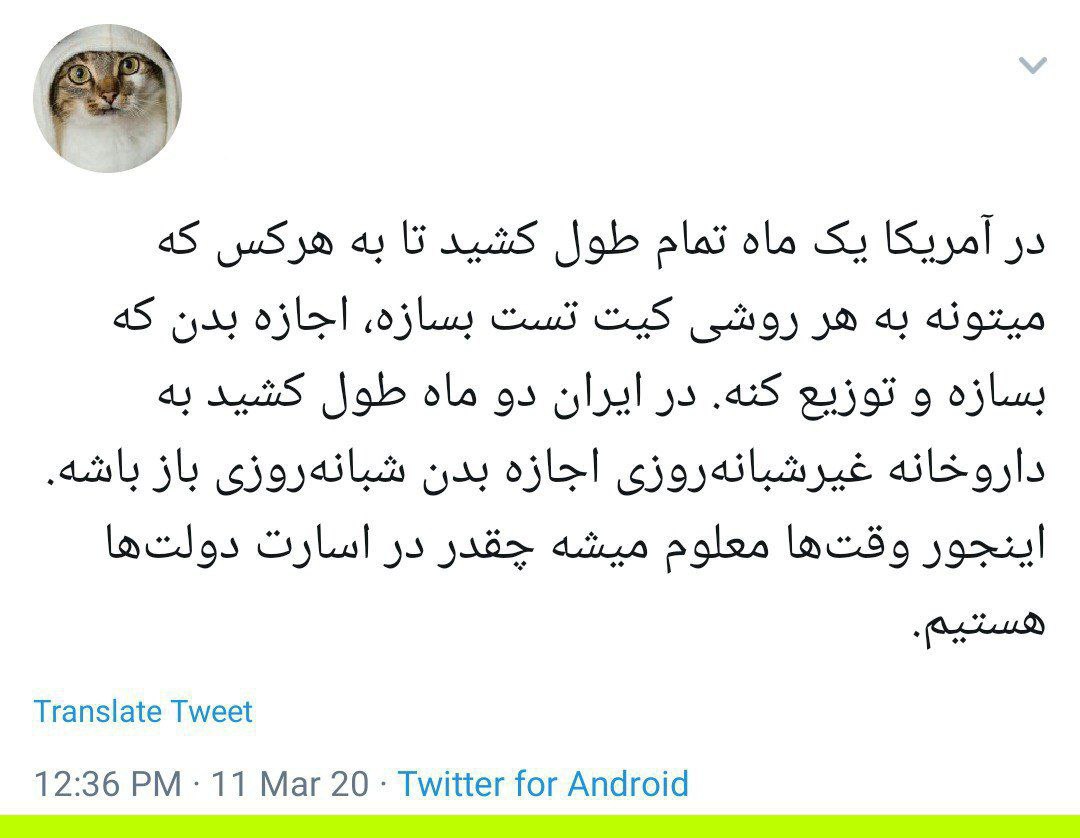 در آمریکا یک ماه تمام طول کشید تا به هرکس که
میتونه به هر روشی کیت تست بسازه، اجازه بدن که
بسازه و توزیع کنه. در ایران دو ماه طول کشید به
داروخانه غیرشبانه‌روزی اجازه بدن شبانه‌روزی باز باشه.
اینجور وقت‌ها معلوم میشه چقدر در اسارت دولت‌ها
هستیم.
Translate Tweet
12:36 PM · 11 Mar 20 · Twitter for Android